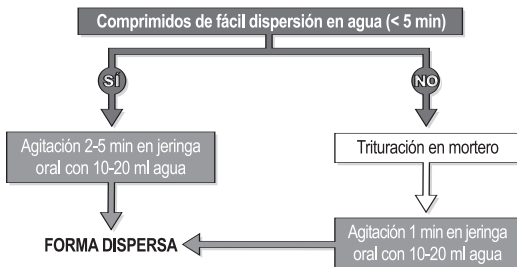 Comprimidos de fácil dispersión en agua (< 5 min)
SÍ
NO
Agitación 2-5 min en jeringa
oral con 10-20 ml agua
Trituración en mortero
Agitación 1 min en jeringa
oral con 10-20 ml agua
FORMA DISPERSA